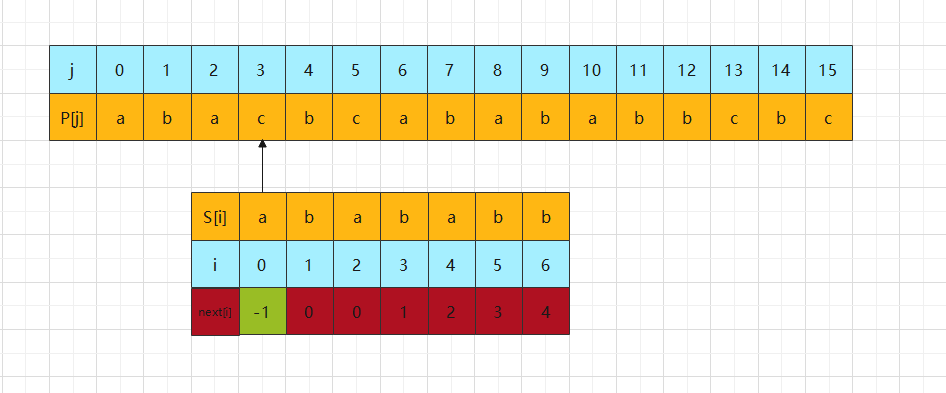 j 0 1 2 3 4 5 6 7 8 9 10 11 12 13 14 15
P[j] a b a c b c a b a b a b b c b c
S[i] a b a b a b b
i 0 1 2 3 4 5 6
next[i] -1 0 0 1 2 3 4